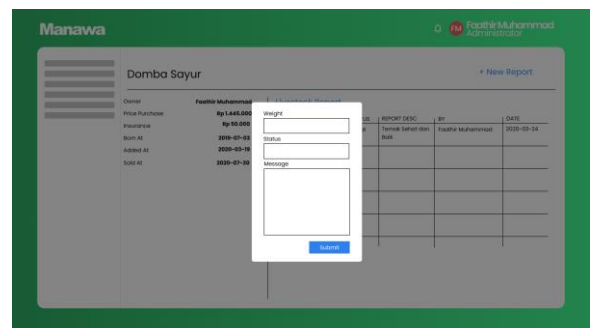 Manawa
FM
Faathir Muhammad
Administrator
Domba Sayur
+ New Report
Owner
Faathir Muhammad
Price Purchase
Rp 1.445.000
Insurance
Rp 50.000
Born At
2019-07-03
Added At
2020-03-19
Sold At
2020-07-30
Livestock Report
Weight
Status
Message
Submit
REPORT DESC
BY
DATE
Ternak Sehat dan
Baik
Faathir Muhammad
2020-03-24